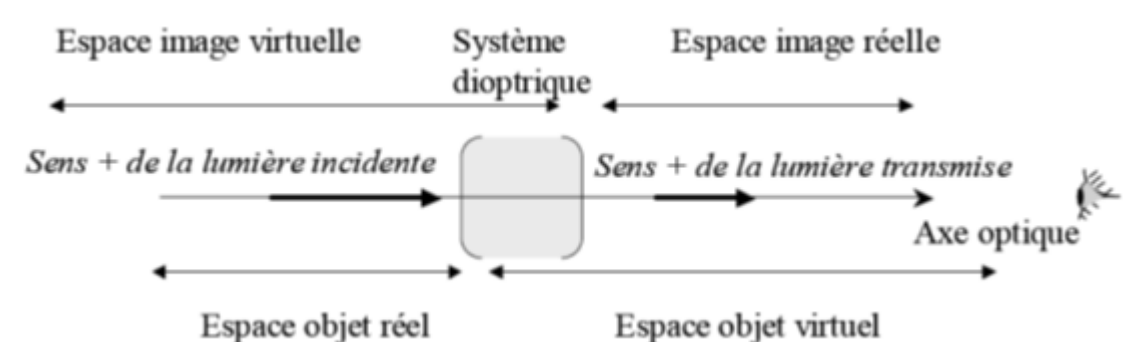 Espace image virtuelle
Système
dioptrique
Espace image réelle
Sens + de la lumière incidente
Sens + de la lumière transmise
Axe optique
Espace objet réel
Espace objet virtuel